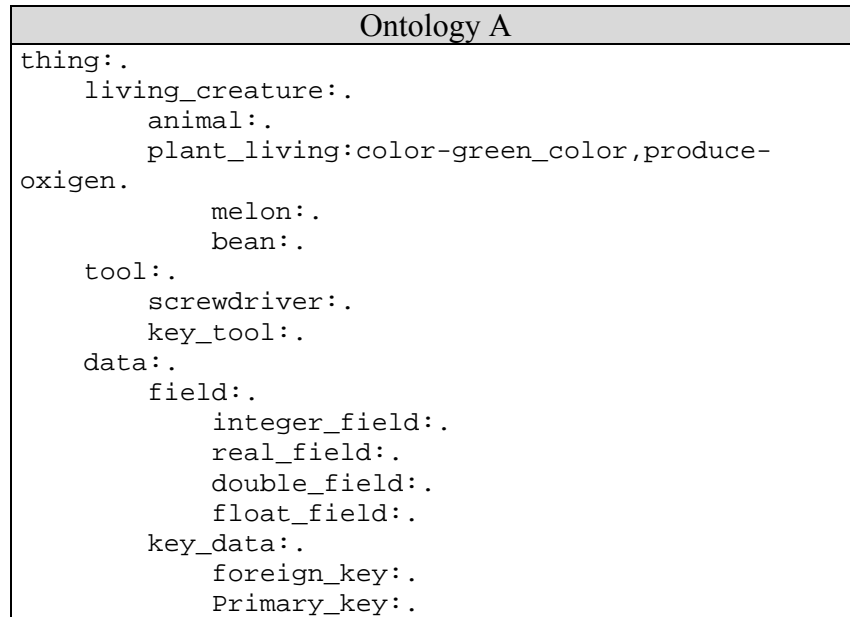 Ontology A
thing:.
    living_creature:.
        animal:.
        plant_living:color-green_color,produce-
oxigen.
            melon:.
            bean:.
    tool:.
        screwdriver:.
        key_tool:.
    data:.
        field:.
            integer_field:.
            real_field:.
            double_field:.
            float_field:.
        key_data:.
            foreign_key:.
            Primary_key:.